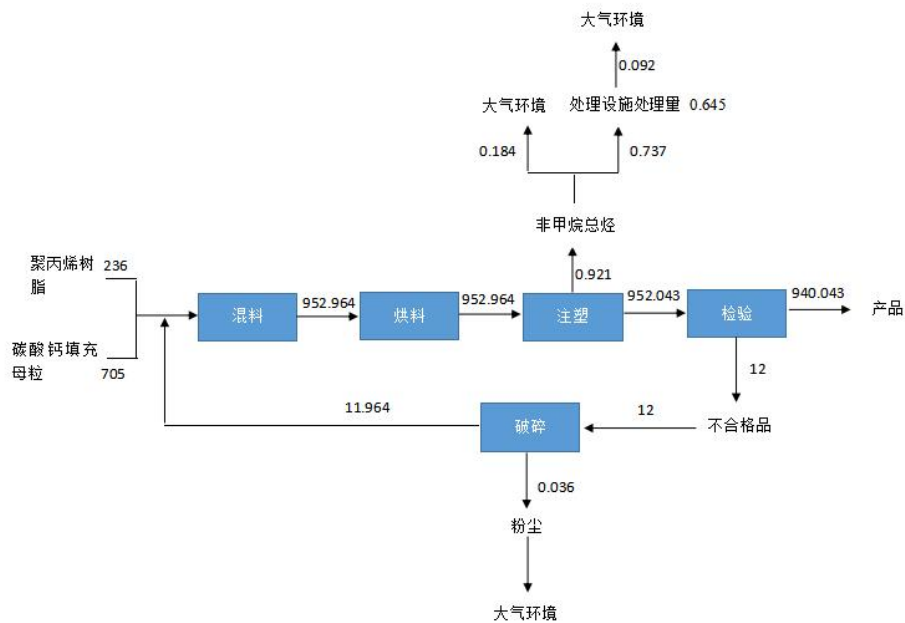 大气环境
0.092
大气环境
处理设施处理量 0.645
0.184
0.737
非甲烷总烃
0.921
聚丙烯树
脂
236
碳酸钙填充
母粒
705
混料
952.964
烘料
952.964
注塑
952.043
检验
940.043
产品
12
不合格品
12
破碎
11.964
0.036
粉尘
大气环境